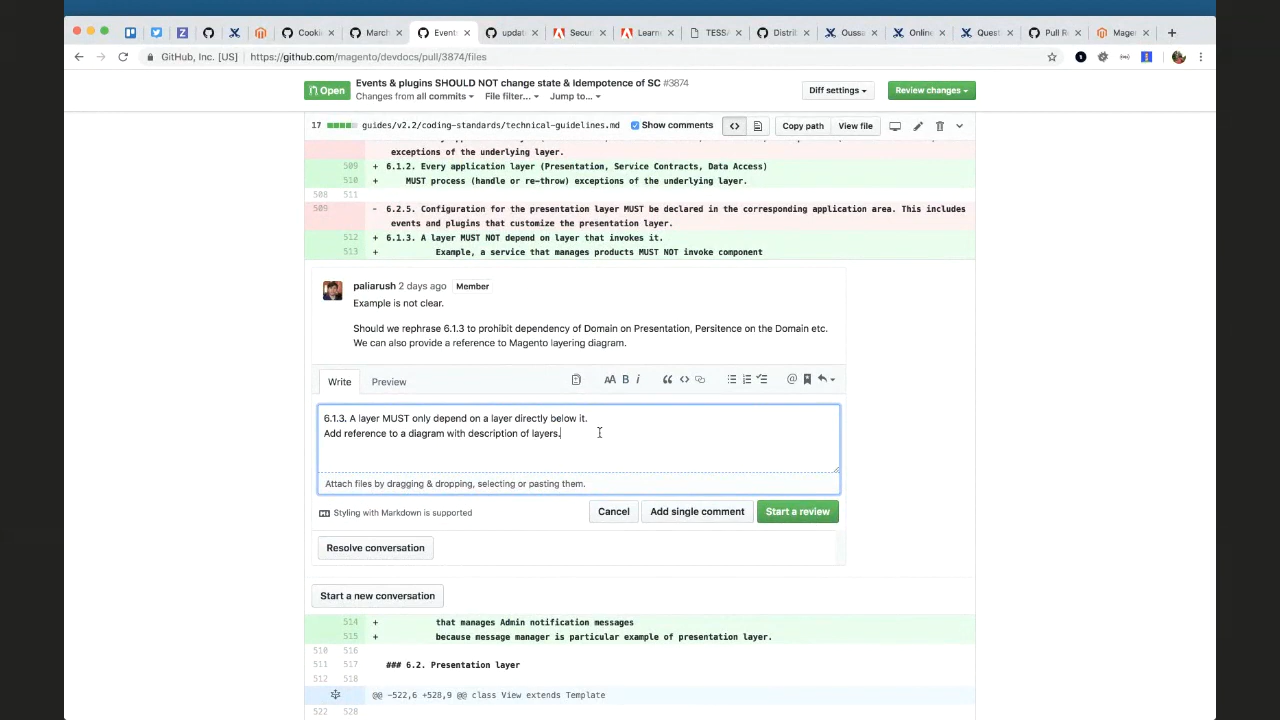 Cooki
March
Event
updat
Secur
Learn
TESSA
Distril
Oussa
Online
Quest
Pull R
Mage
GitHub, Inc. [US] https://github.com/magento/devdocs/pull/3874/files
Open
Events & plugins SHOULD NOT change state & Idempotence of SC #3874
Changes from all commits File filter... Jump to...
Diff settings
Review changes
17 guides/v2.2/coding-standards/technical-guidelines.md Show comments Copy path View file
exceptions of the underlying layer.
509 + 6.1.2. Every application layer (Presentation, Service Contracts, Data Access)
510 + MUST process (handle or re-throw) exceptions of the underlying layer.
508 511
509 - 6.2.5. Configuration for the presentation layer MUST be declared in the corresponding application area. This includes
events and plugins that customize the presentation layer.
512 + 6.1.3. A layer MUST NOT depend on layer that invokes it.
513 + Example, a service that manages products MUST NOT invoke component
paliarush 2 days ago Member
Example is not clear.
Should we rephrase 6.1.3 to prohibit dependency of Domain on Presentation, Persitence on the Domain etc.
We can also provide a reference to Magento layering diagram.
Write Preview
6.1.3. A layer MUST only depend on a layer directly below it.
Add reference to a diagram with description of layers.
Attach files by dragging & dropping, selecting or pasting them.
Styling with Markdown is supported
Cancel Add single comment Start a review
Resolve conversation
Start a new conversation
514 + that manages Admin notification messages
515 + because message manager is particular example of presentation layer.
510 516
511 517 ### 6.2. Presentation layer
512 518
@@ -522,6 +528,9 @@ class View extends Template
522 528